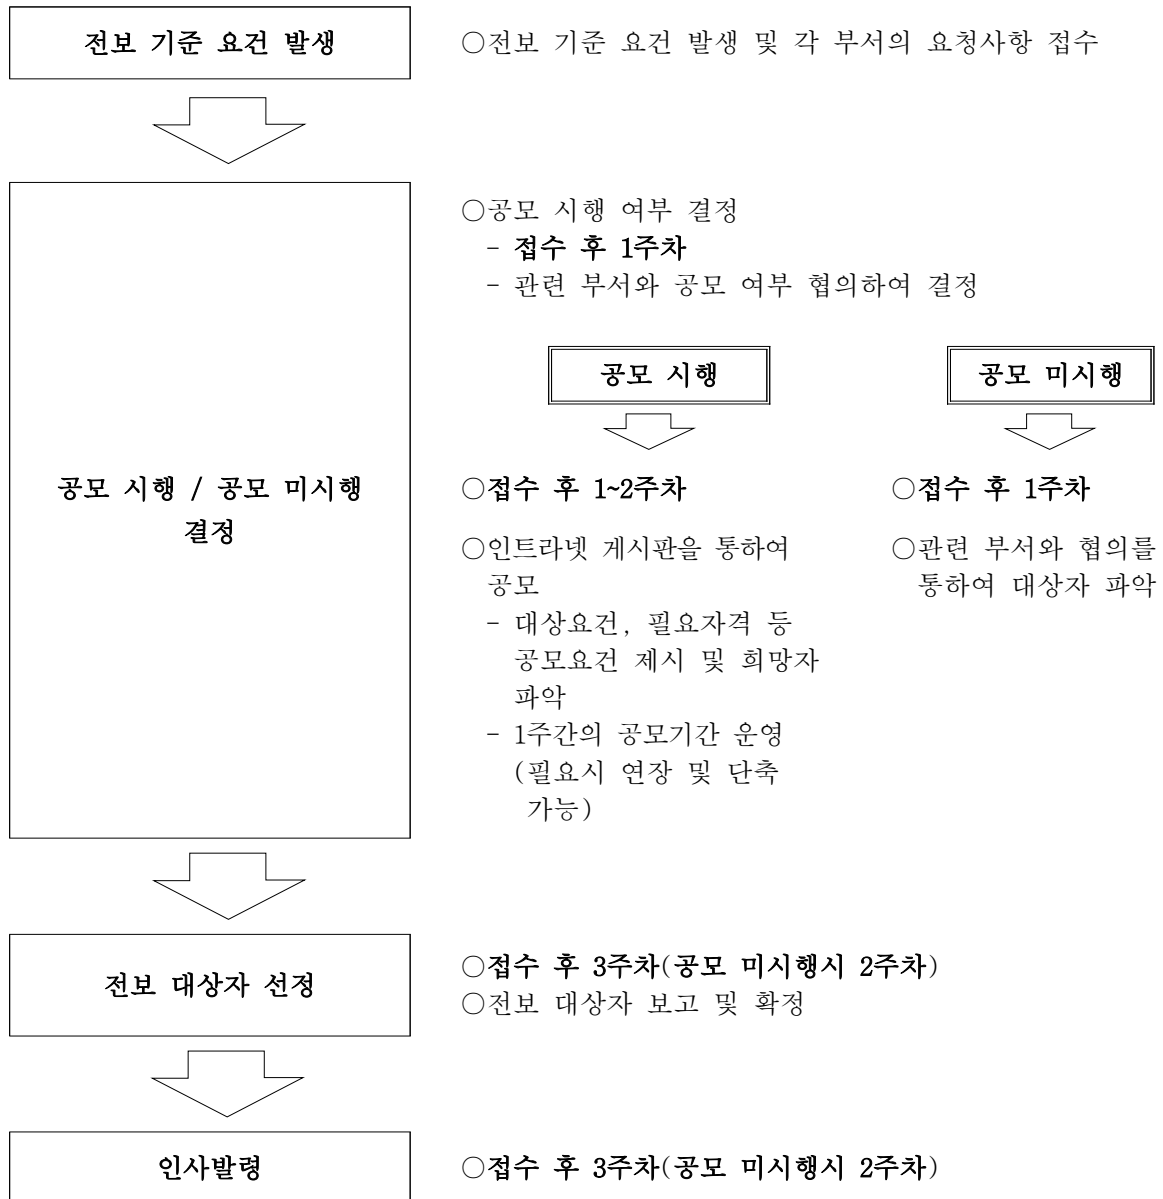 전보 기준 요건 발생
○전보 기준 요건 발생 및 각 부서의 요청사항 접수
공모 시행 / 공모 미시행
결정
○공모 시행 여부 결정
- 접수 후 1주차
- 관련 부서와 공모 여부 협의하여 결정
공모 시행
○접수 후 1~2주차
○인트라넷 게시판을 통하여
공모
- 대상요건, 필요자격 등
공모요건 제시 및 희망자
파악
- 1주간의 공모기간 운영
(필요시 연장 및 단축
가능)
공모 미시행
○접수 후 1주차
○관련 부서와 협의를
통하여 대상자 파악
전보 대상자 선정
○접수 후 3주차(공모 미시행시 2주차)
○전보 대상자 보고 및 확정
인사발령
○접수 후 3주차(공모 미시행시 2주차)